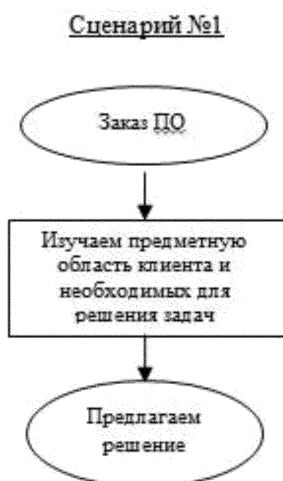 Сценарий №1
Заказ ПО
Изучаем предметную
область клиента и
необходимых для
решения задач
Предлагаем
решение